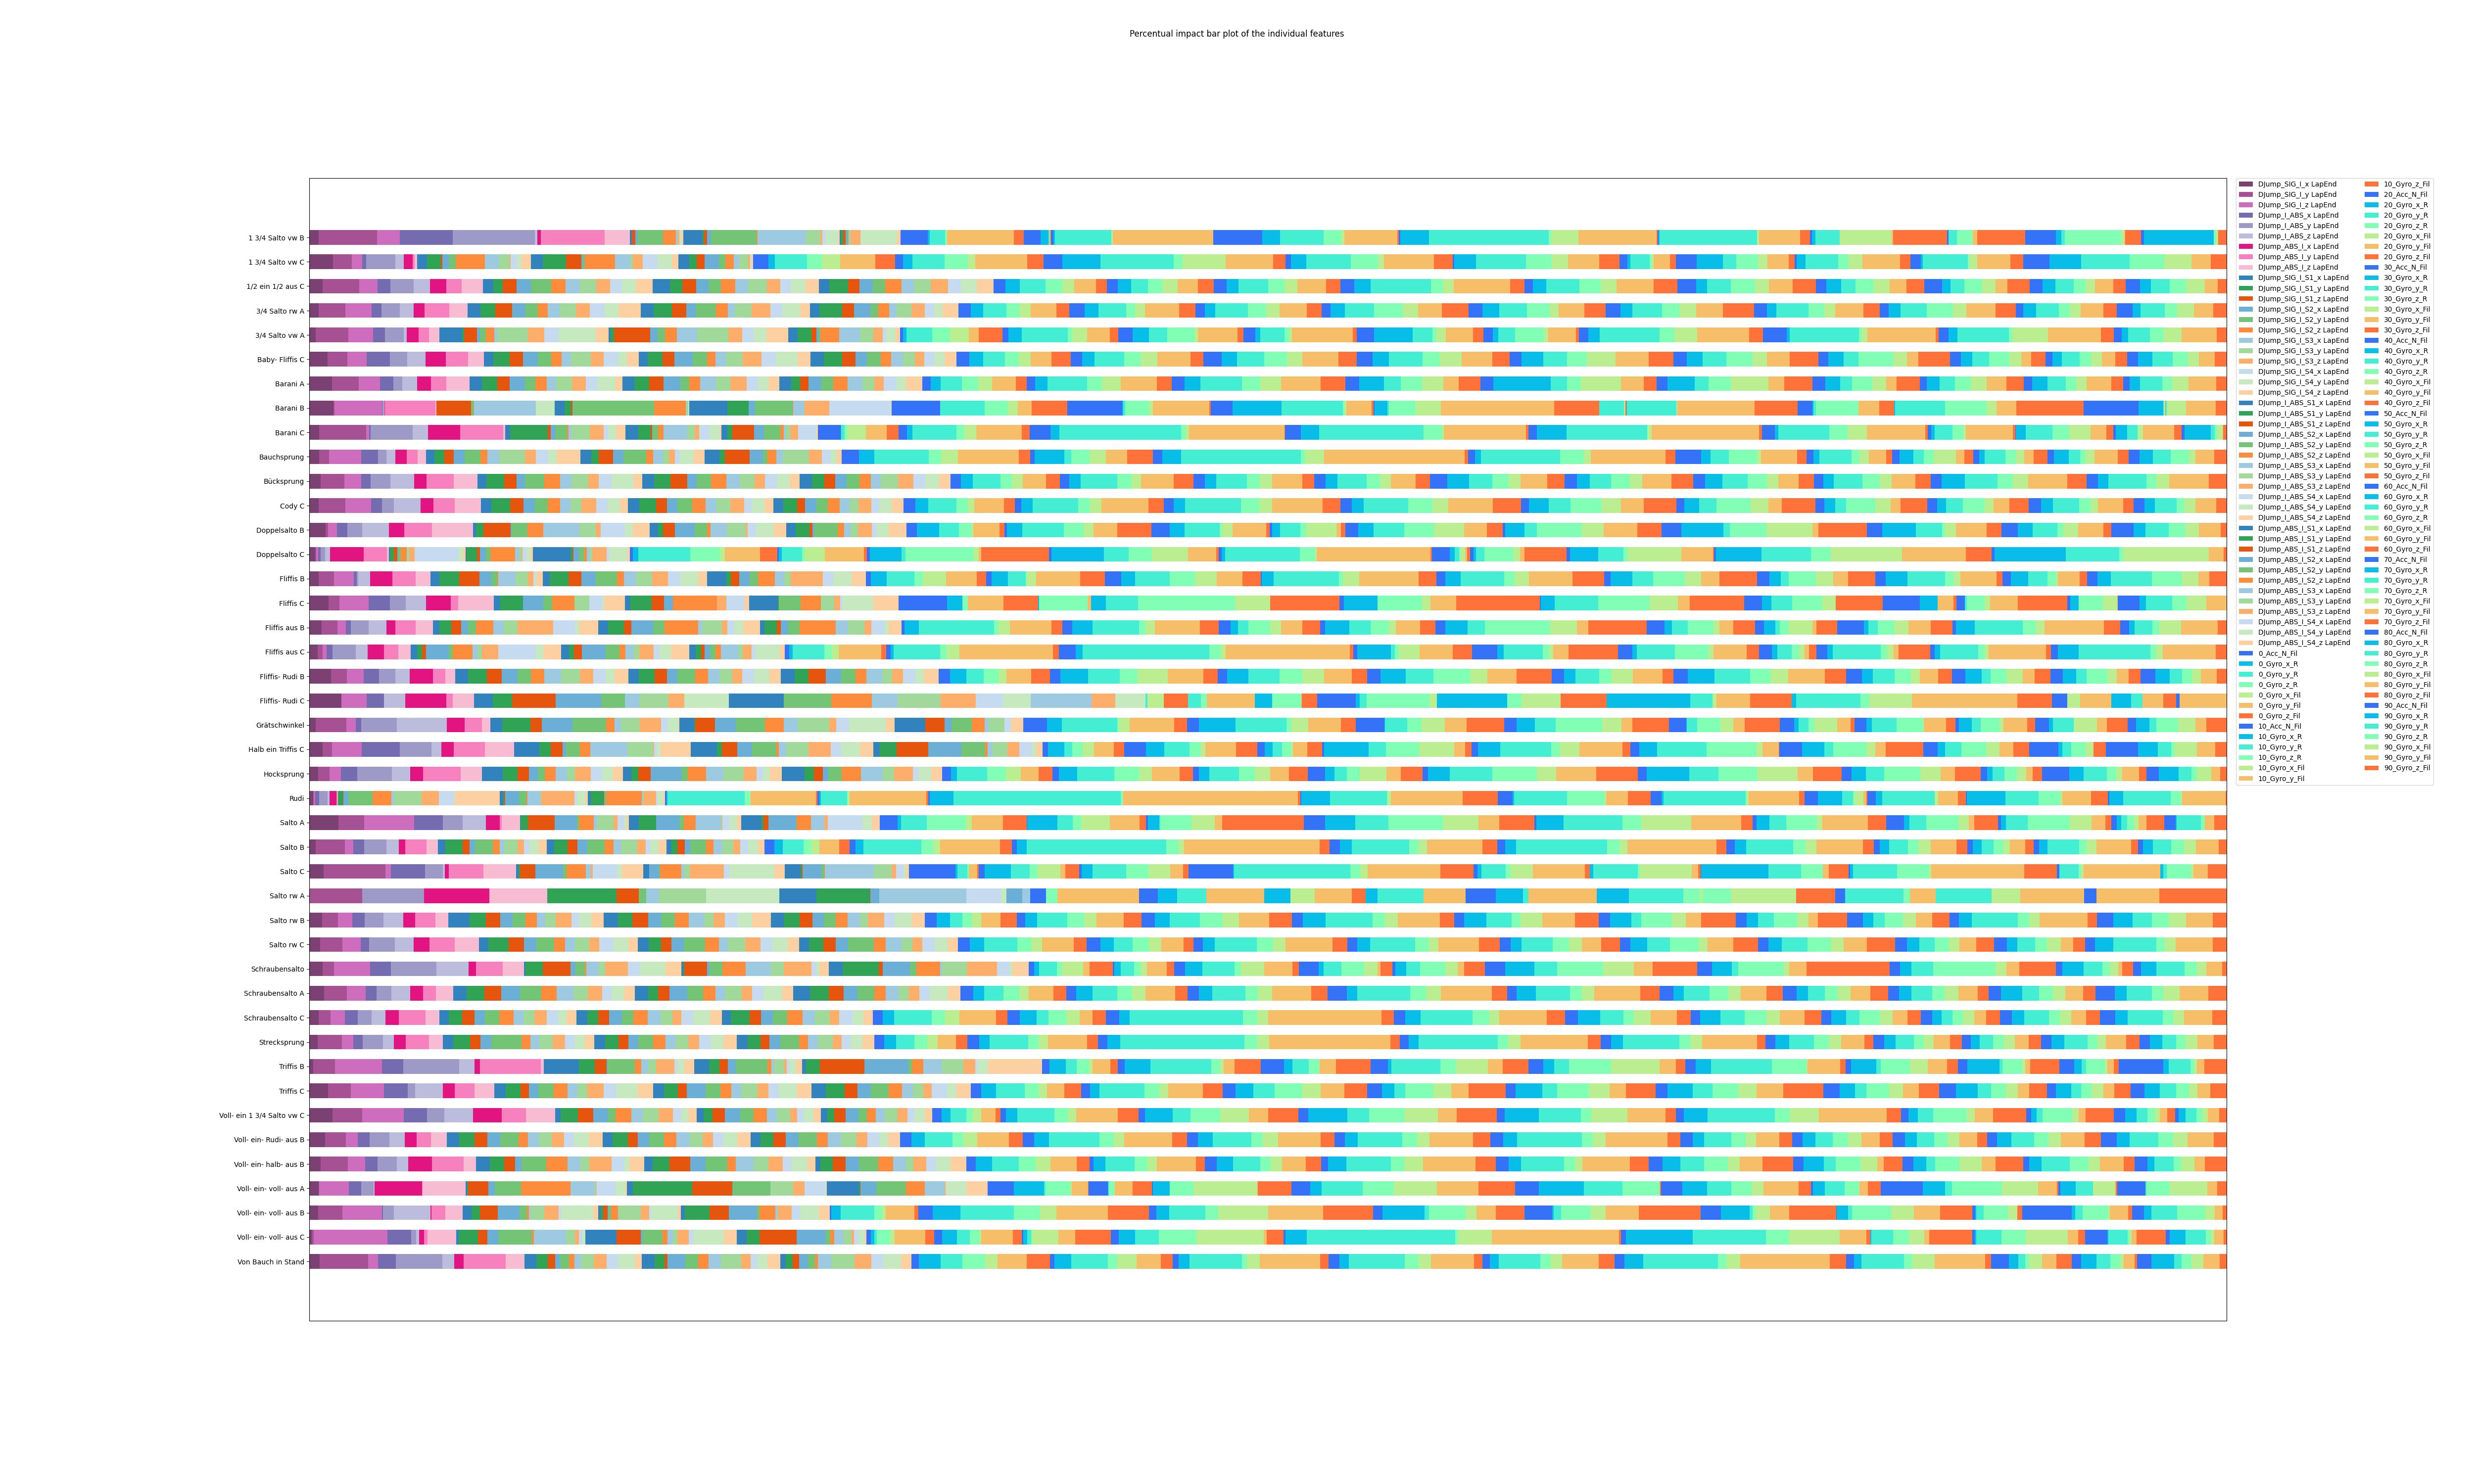 Percentual impact bar plot of the individual features
1 3/4 Salto vw B
1 3/4 Salto vw C
1/2 ein 1/2 aus C
3/4 Salto rw A
3/4 Salto vw A
Baby- Fliffis C
Barani A
Barani B
Barani C
Bauchsprung
Bücksprung
Cody C
Doppelsalto B
Doppelsalto C
Fliffis B
Fliffis C
Fliffis aus B
Fliffis aus C
Fliffis- Rudi B
Fliffis- Rudi C
Grätschwinkel
Halb ein Triffis C
Hocksprung
Rudi
Salto A
Salto B
Salto C
Salto rw A
Salto rw B
Salto rw C
Schraubensalto
Schraubensalto A
Schraubensalto C
Strecksprung
Triffis B
Triffis C
Voll- ein 1 3/4 Salto vw C
Voll- ein- Rudi- aus B
Voll- ein- halb- aus B
Voll- ein- voll- aus A
Voll- ein- voll- aus B
Voll- ein- voll- aus C
Von Bauch in Stand
DJump_SIG_I_x LapEnd
DJump_SIG_I_y LapEnd
DJump_SIG_I_z LapEnd
DJump_I_ABS_x LapEnd
DJump_I_ABS_y LapEnd
DJump_I_ABS_z LapEnd
DJump_ABS_I_x LapEnd
DJump_ABS_I_y LapEnd
DJump_ABS_I_z LapEnd
DJump_SIG_I_S1_x LapEnd
DJump_SIG_I_S1_y LapEnd
DJump_SIG_I_S1_z LapEnd
DJump_SIG_I_S2_x LapEnd
DJump_SIG_I_S2_y LapEnd
DJump_SIG_I_S2_z LapEnd
DJump_SIG_I_S3_x LapEnd
DJump_SIG_I_S3_y LapEnd
DJump_SIG_I_S3_z LapEnd
DJump_SIG_I_S4_x LapEnd
DJump_SIG_I_S4_y LapEnd
DJump_SIG_I_S4_z LapEnd
DJump_I_ABS_S1_x LapEnd
DJump_I_ABS_S1_y LapEnd
DJump_I_ABS_S1_z LapEnd
DJump_I_ABS_S2_x LapEnd
DJump_I_ABS_S2_y LapEnd
DJump_I_ABS_S2_z LapEnd
DJump_I_ABS_S3_x LapEnd
DJump_I_ABS_S3_y LapEnd
DJump_I_ABS_S3_z LapEnd
DJump_I_ABS_S4_x LapEnd
DJump_I_ABS_S4_y LapEnd
DJump_I_ABS_S4_z LapEnd
DJump_ABS_I_S1_x LapEnd
DJump_ABS_I_S1_y LapEnd
DJump_ABS_I_S1_z LapEnd
DJump_ABS_I_S2_x LapEnd
DJump_ABS_I_S2_y LapEnd
DJump_ABS_I_S2_z LapEnd
DJump_ABS_I_S3_x LapEnd
DJump_ABS_I_S3_y LapEnd
DJump_ABS_I_S3_z LapEnd
DJump_ABS_I_S4_x LapEnd
DJump_ABS_I_S4_y LapEnd
DJump_ABS_I_S4_z LapEnd
0_Acc_N_Fil
0_Gyro_x_R
0_Gyro_y_R
0_Gyro_z_R
0_Gyro_x_Fil
0_Gyro_y_Fil
0_Gyro_z_Fil
10_Acc_N_Fil
10_Gyro_x_R
10_Gyro_y_R
10_Gyro_z_R
10_Gyro_x_Fil
10_Gyro_y_Fil
10_Gyro_z_Fil
20_Acc_N_Fil
20_Gyro_x_R
20_Gyro_y_R
20_Gyro_z_R
20_Gyro_x_Fil
20_Gyro_y_Fil
20_Gyro_z_Fil
30_Acc_N_Fil
30_Gyro_x_R
30_Gyro_y_R
30_Gyro_z_R
30_Gyro_x_Fil
30_Gyro_y_Fil
30_Gyro_z_Fil
40_Acc_N_Fil
40_Gyro_x_R
40_Gyro_y_R
40_Gyro_z_R
40_Gyro_x_Fil
40_Gyro_y_Fil
40_Gyro_z_Fil
50_Acc_N_Fil
50_Gyro_x_R
50_Gyro_y_R
50_Gyro_z_R
50_Gyro_x_Fil
50_Gyro_y_Fil
50_Gyro_z_Fil
60_Acc_N_Fil
60_Gyro_x_R
60_Gyro_y_R
60_Gyro_z_R
60_Gyro_x_Fil
60_Gyro_y_Fil
60_Gyro_z_Fil
70_Acc_N_Fil
70_Gyro_x_R
70_Gyro_y_R
70_Gyro_z_R
70_Gyro_x_Fil
70_Gyro_y_Fil
70_Gyro_z_Fil
80_Acc_N_Fil
80_Gyro_x_R
80_Gyro_y_R
80_Gyro_z_R
80_Gyro_x_Fil
80_Gyro_y_Fil
80_Gyro_z_Fil
90_Acc_N_Fil
90_Gyro_x_R
90_Gyro_y_R
90_Gyro_z_R
90_Gyro_x_Fil
90_Gyro_y_Fil
90_Gyro_z_Fil